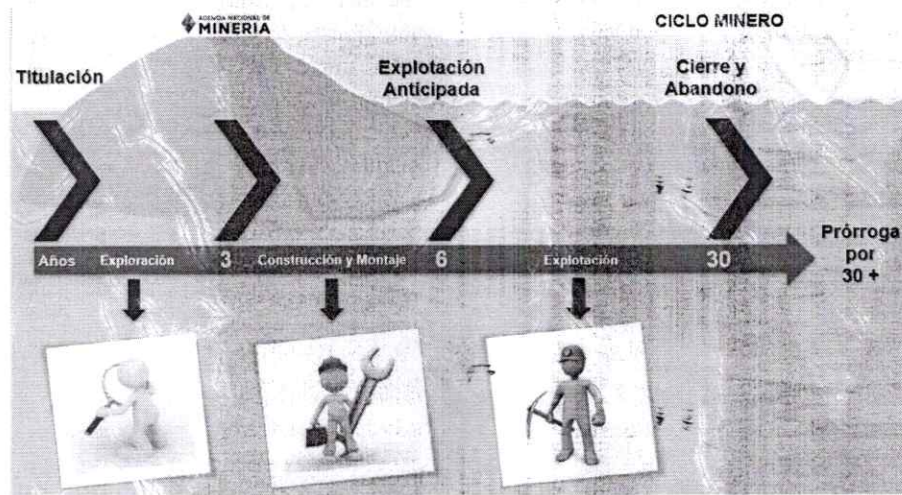 AGENCIA NACIONAL DE
MINERÍA
CICLO MINERO
Titulación
Explotación
Anticipada
Cierre y
Abandono
Años Exploración 3 Construcción y Montaje 6 Explotación 30
Prórroga
por
30 +